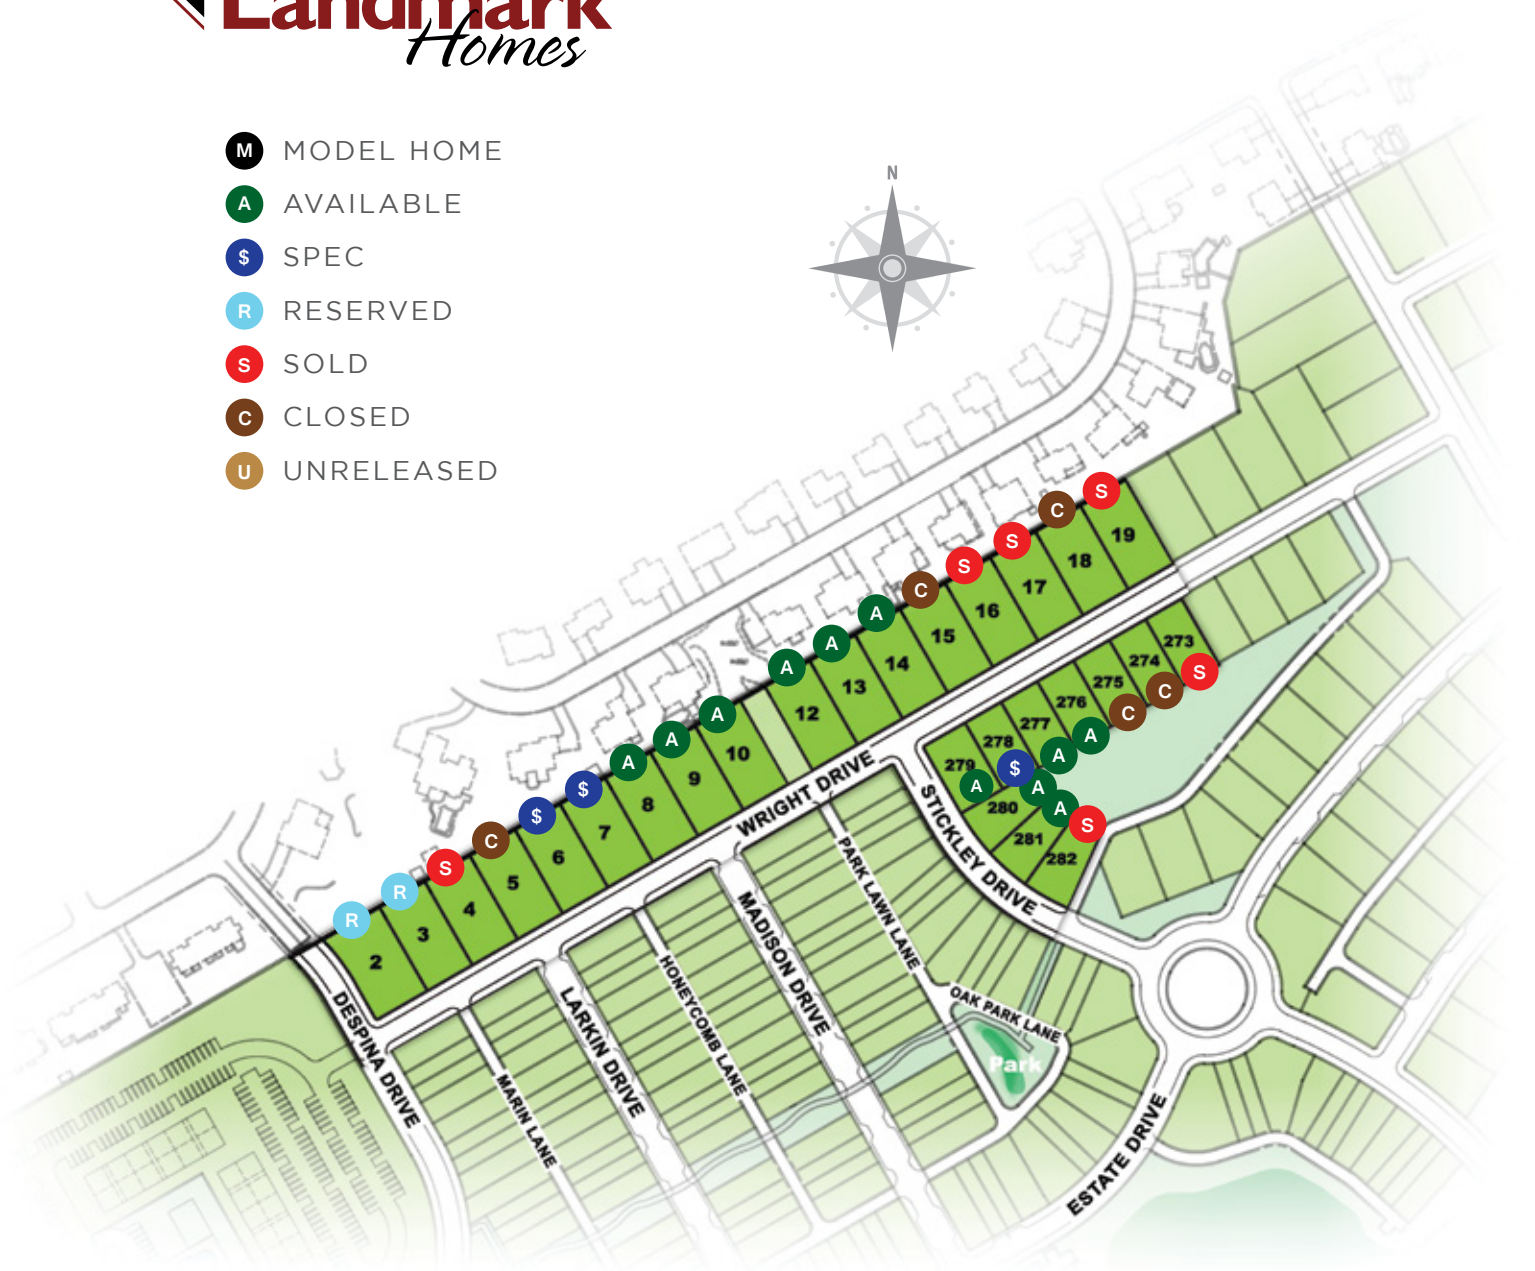 Landmark
Homes
M MODEL HOME
N
A AVAILABLE
$ SPEC
R RESERVED
S SOLD
C CLOSED
U UNRELEASED
S
C
S
S
C
A
A
A
A
A
A
$
$
C
S
R
R
19
18
17
16
15
14
13
12
10
9
8
7
6
5
4
3
2
273
274
275
276
277
278
279
280
281
282
S
C
C
A
A
$
A
A
A
S
WRIGHT DRIVE
STICKLEY DRIVE
PARK LAWN LANE
MADISON DRIVE
HONEYCOMB LANE
LARKIN DRIVE
MARIN LANE
DESPINA DRIVE
OAK PARK LANE
Park
ESTATE DRIVE